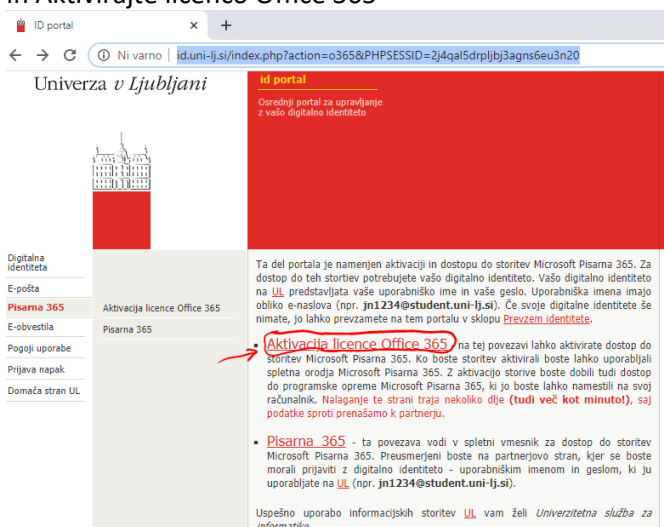 in Aktivirajte licenco Office 365
ID portal
Ni varno | id.uni-lj.si/index.php?action=o365&PHPSESSID=2j4qal5drpljbj3agns6eu3n20
Univerza v Ljubljani
id portal
Osrednji portal za upravljanje
z vašo digitalno identiteto
Digitalna
identiteta
E-pošta
Pisarna 365
E-obvestila
Pogoji uporabe
Prijava napak
Domača stran UL
Aktivacija licence Office 365
Pisarna 365
Ta del portala je namenjen aktivaciji in dostopu do storitev Microsoft Pisarna 365. Za
dostop do teh stortiev potrebujete vašo digitalno identiteto. Vašo digitalno identiteto
na UL predstavljata vaše uporabniško ime in vaše geslo. Uporabniška imena imajo
obliko e-naslova (npr. jn1234@student.uni-lj.si). Če svoje digitalne identitete še
nimate, jo lahko prevzamete na tem portalu v sklopu Prevzem identitete.
Aktivacija licence Office 365 na tej povezavi lahko aktivirate dostop do
storitev Microsoft Pisarna 365. Ko boste storitev aktivirali boste lahko uporabljali
spletna orodja Microsoft Pisarna 365. Z aktivacijo storive boste dobili tudi dostop
do programske opreme Microsoft Pisarna 365, ki jo boste lahko namestili na svoj
računalnik. Nalaganje te strani traja nekoliko dlje (tudi več kot minuto!), saj
podatke sproti prenašamo k partnerju.
Pisarna 365 - ta povezava vodi v spletni vmesnik za dostop do storitev
Microsoft Pisarna 365. Preusmerjeni boste na partnerjovo stran, kjer se boste
morali prijaviti z digitalno identiteto - uporabniškim imenom in geslom, ki ju
uporabljate na UL (npr. jn1234@student.uni-lj.si).
Uspešno uporabo informacijskih storitev UL vam želi Univerzitetna služba za
informatiko.